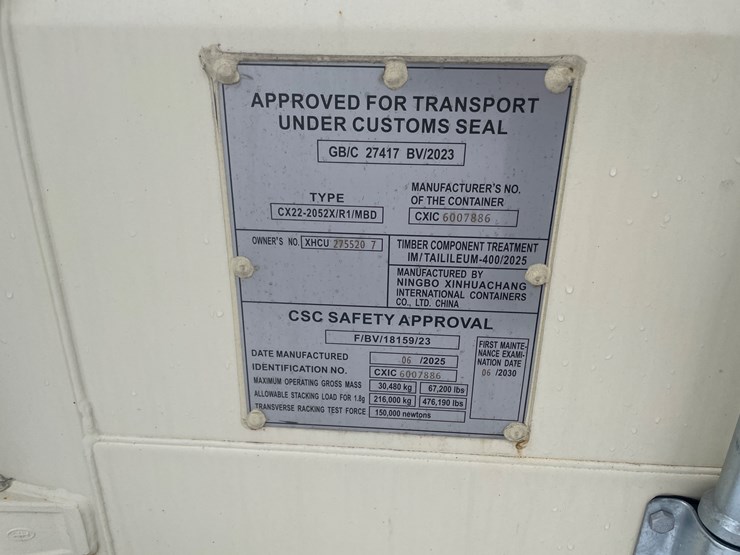 APPROVED FOR TRANSPORT
UNDER CUSTOMS SEAL
GB/C 27417 BV/2023
TYPE
CX22-2052X/R1/MBD
MANUFACTURER'S NO.
OF THE CONTAINER
CXIC 6007886
OWNER'S NO. XHCU 275520 7
TIMBER COMPONENT TREATMENT
IM/TAILILEUM-400/2025
MANUFACTURED BY
NINGBO XINHUACHANG
INTERNATIONAL CONTAINERS
CO., LTD. CHINA
CSC SAFETY APPROVAL
F/BV/18159/23
DATE MANUFACTURED 06 /2025
IDENTIFICATION NO. CXIC 6007886
MAXIMUM OPERATING GROSS MASS 30,480 kg 67,200 lbs
ALLOWABLE STACKING LOAD FOR 1.8g 216,000 kg 476,190 lbs
TRANSVERSE RACKING TEST FORCE 150,000 newtons
FIRST MAINTE-
NANCE EXAMI-
NATION DATE
06 /2030